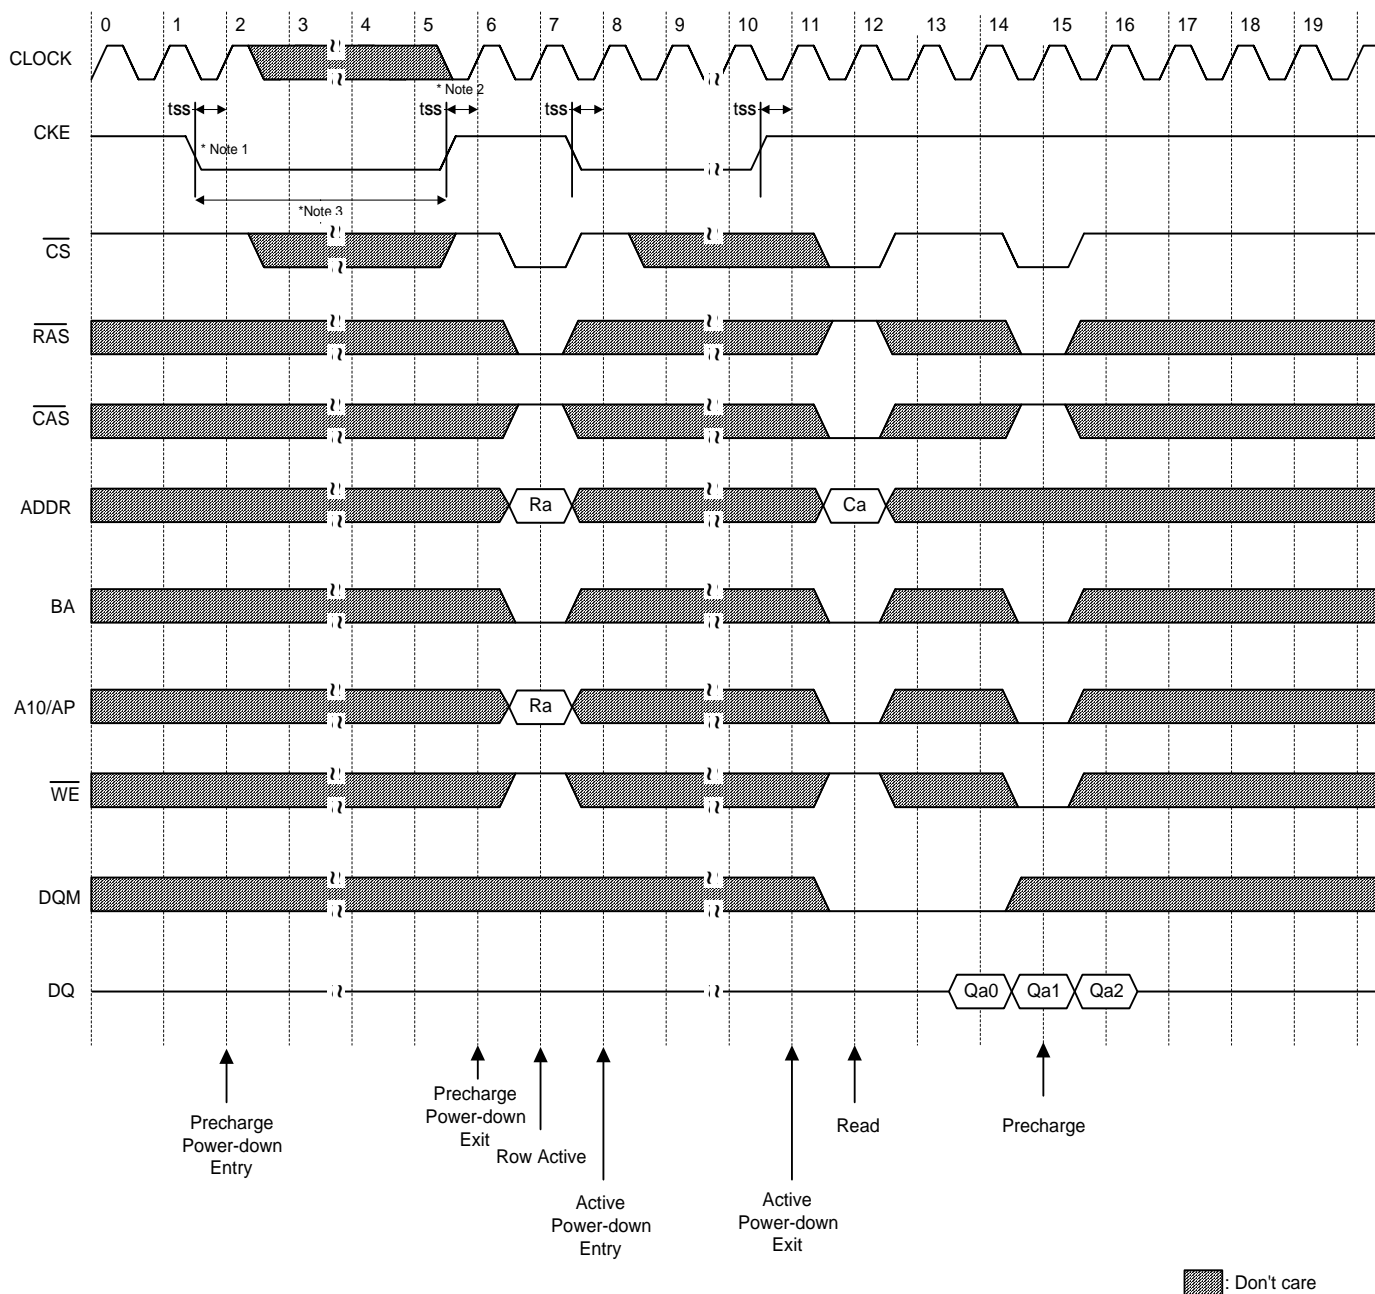 0 1 2 3 4 5 6 7 8 9 10 11 12 13 14 15 16 17 18 19
CLOCK
* Note 2
tss tss tss tss
CKE
* Note 1
*Note 3
CS
RAS
CAS
ADDR Ra Ca
BA
A10/AP Ra
WE
DQM
DQ Qa0 Qa1 Qa2
Precharge
Power-down
Entry
Precharge
Power-down
Exit
Row Active
Active
Power-down
Entry
Active
Power-down
Exit
Read
Precharge
: Don't care